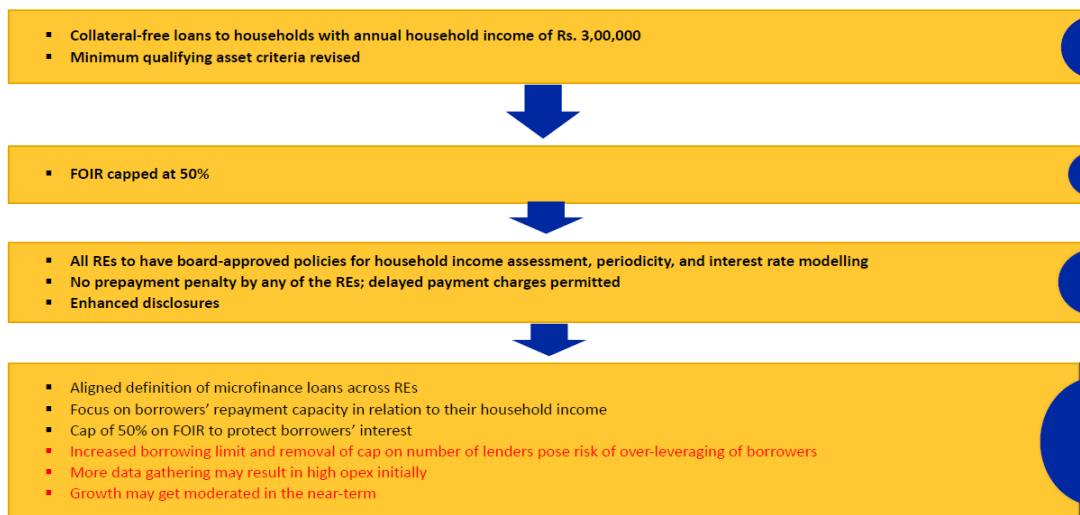 ▪ Collateral-free loans to households with annual household income of Rs. 3,00,000
▪ Minimum qualifying asset criteria revised
▪ FOIR capped at 50%
▪ All REs to have board-approved policies for household income assessment, periodicity, and interest rate modelling
▪ No prepayment penalty by any of the REs; delayed payment charges permitted
▪ Enhanced disclosures
▪ Aligned definition of microfinance loans across REs
▪ Focus on borrowers’ repayment capacity in relation to their household income
▪ Cap of 50% on FOIR to protect borrowers’ interest
▪ Increased borrowing limit and removal of cap on number of lenders pose risk of over-leveraging of borrowers
▪ More data gathering may result in high opex initially
▪ Growth may get moderated in the near-term